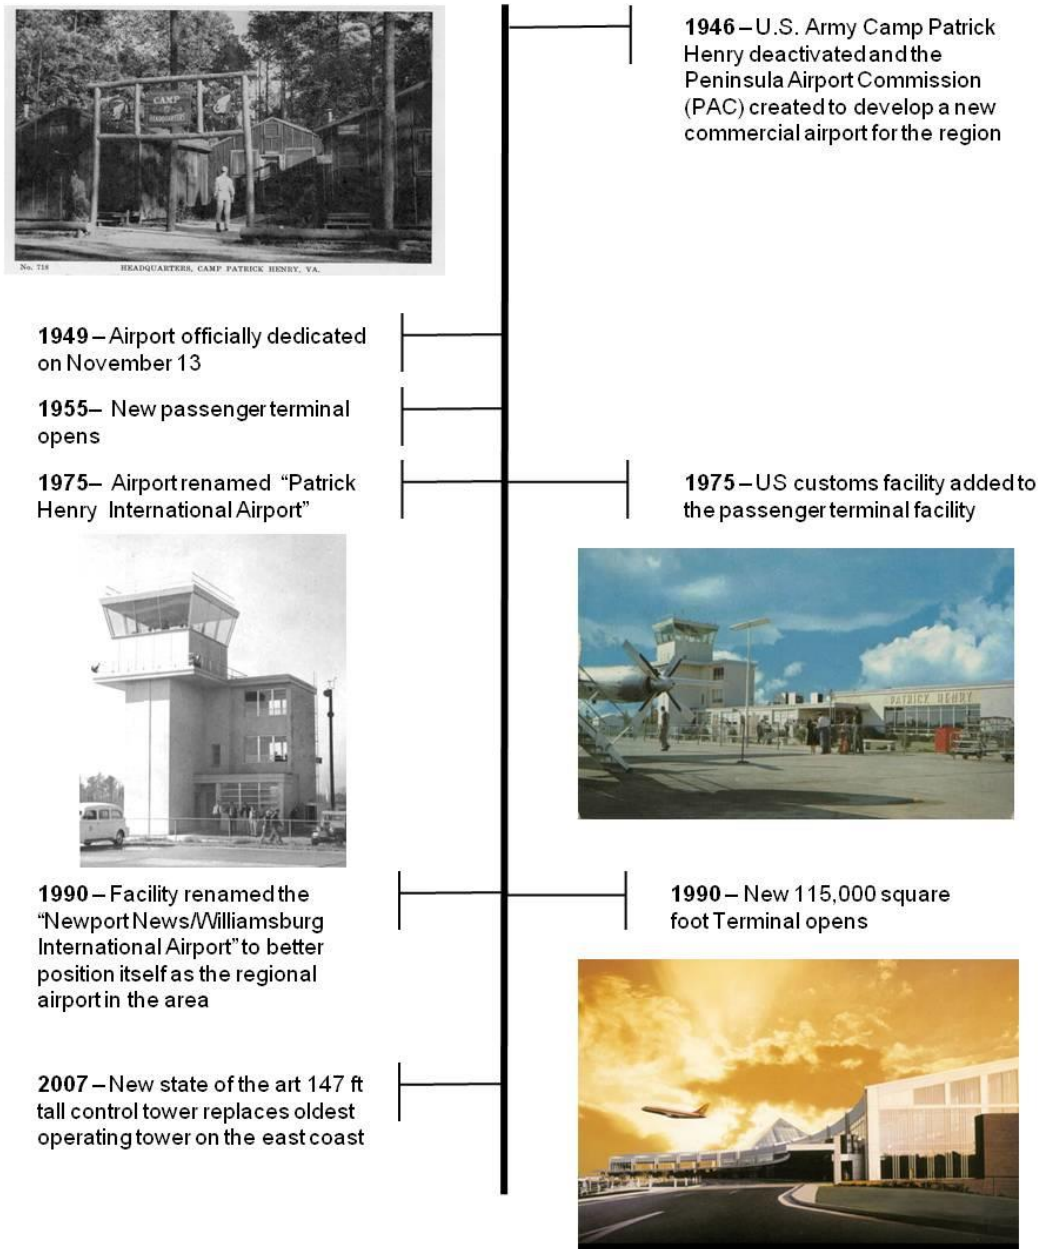 1946 – U.S. Army Camp Patrick
Henry deactivated and the
Peninsula Airport Commission
(PAC) created to develop a new
commercial airport for the region
CAMP
HEADQUARTERS
No. 718
HEADQUARTERS, CAMP PATRICK HENRY, VA.
1949 – Airport officially dedicated
on November 13
1955– New passenger terminal
opens
1975– Airport renamed “Patrick
Henry International Airport”
1975 – US customs facility added to
the passenger terminal facility
PATRICK HENRY
1990 – Facility renamed the
“Newport News/Williamsburg
International Airport” to better
position itself as the regional
airport in the area
1990 – New 115,000 square
foot Terminal opens
2007 – New state of the art 147 ft
tall control tower replaces oldest
operating tower on the east coast